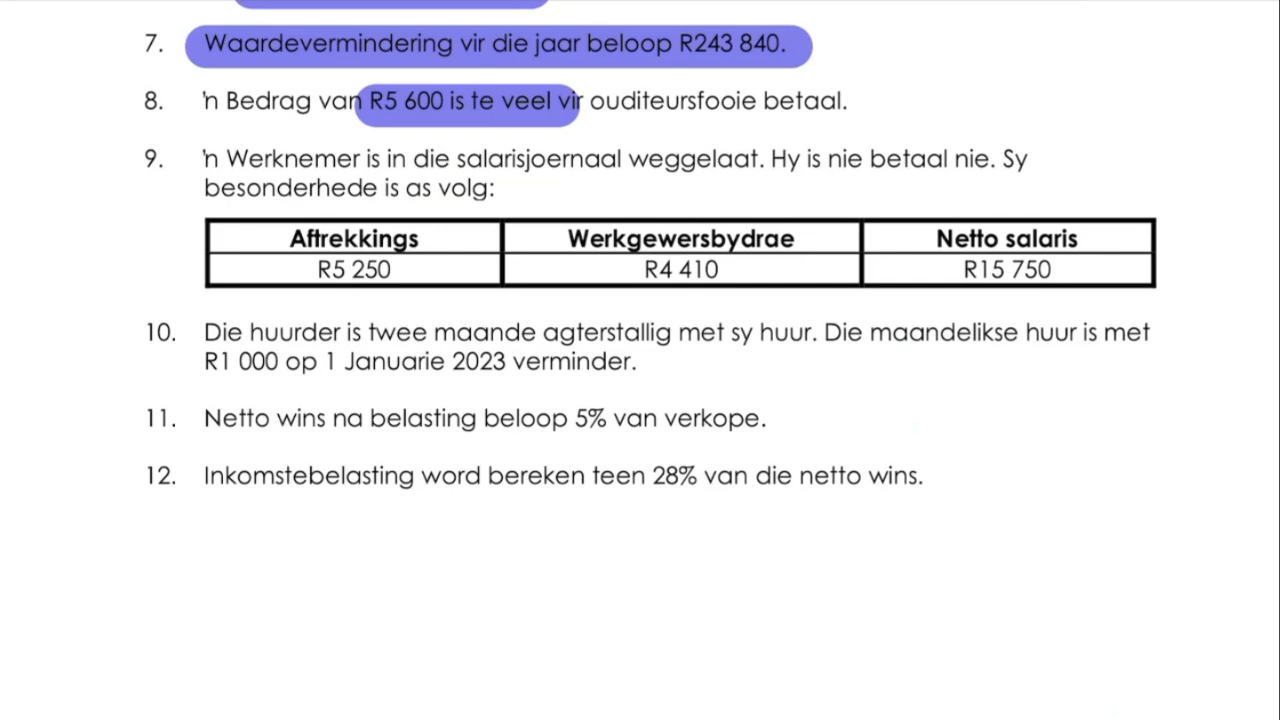 7. Waardevermindering vir die jaar beloop R243 840.
8. 'n Bedrag van R5 600 is te veel vir ouditeursfooie betaal.
9. 'n Werknemer is in die salarisjoernaal weggelaat. Hy is nie betaal nie. Sy
besonderhede is as volg:
Aftrekkings Werkgewersbydrae Netto salaris
R5 250 R4 410 R15 750
10. Die huurder is twee maande agterstallig met sy huur. Die maandelikse huur is met
R1 000 op 1 Januarie 2023 verminder.
11. Netto wins na belasting beloop 5% van verkope.
12. Inkomstebelasting word bereken teen 28% van die netto wins.